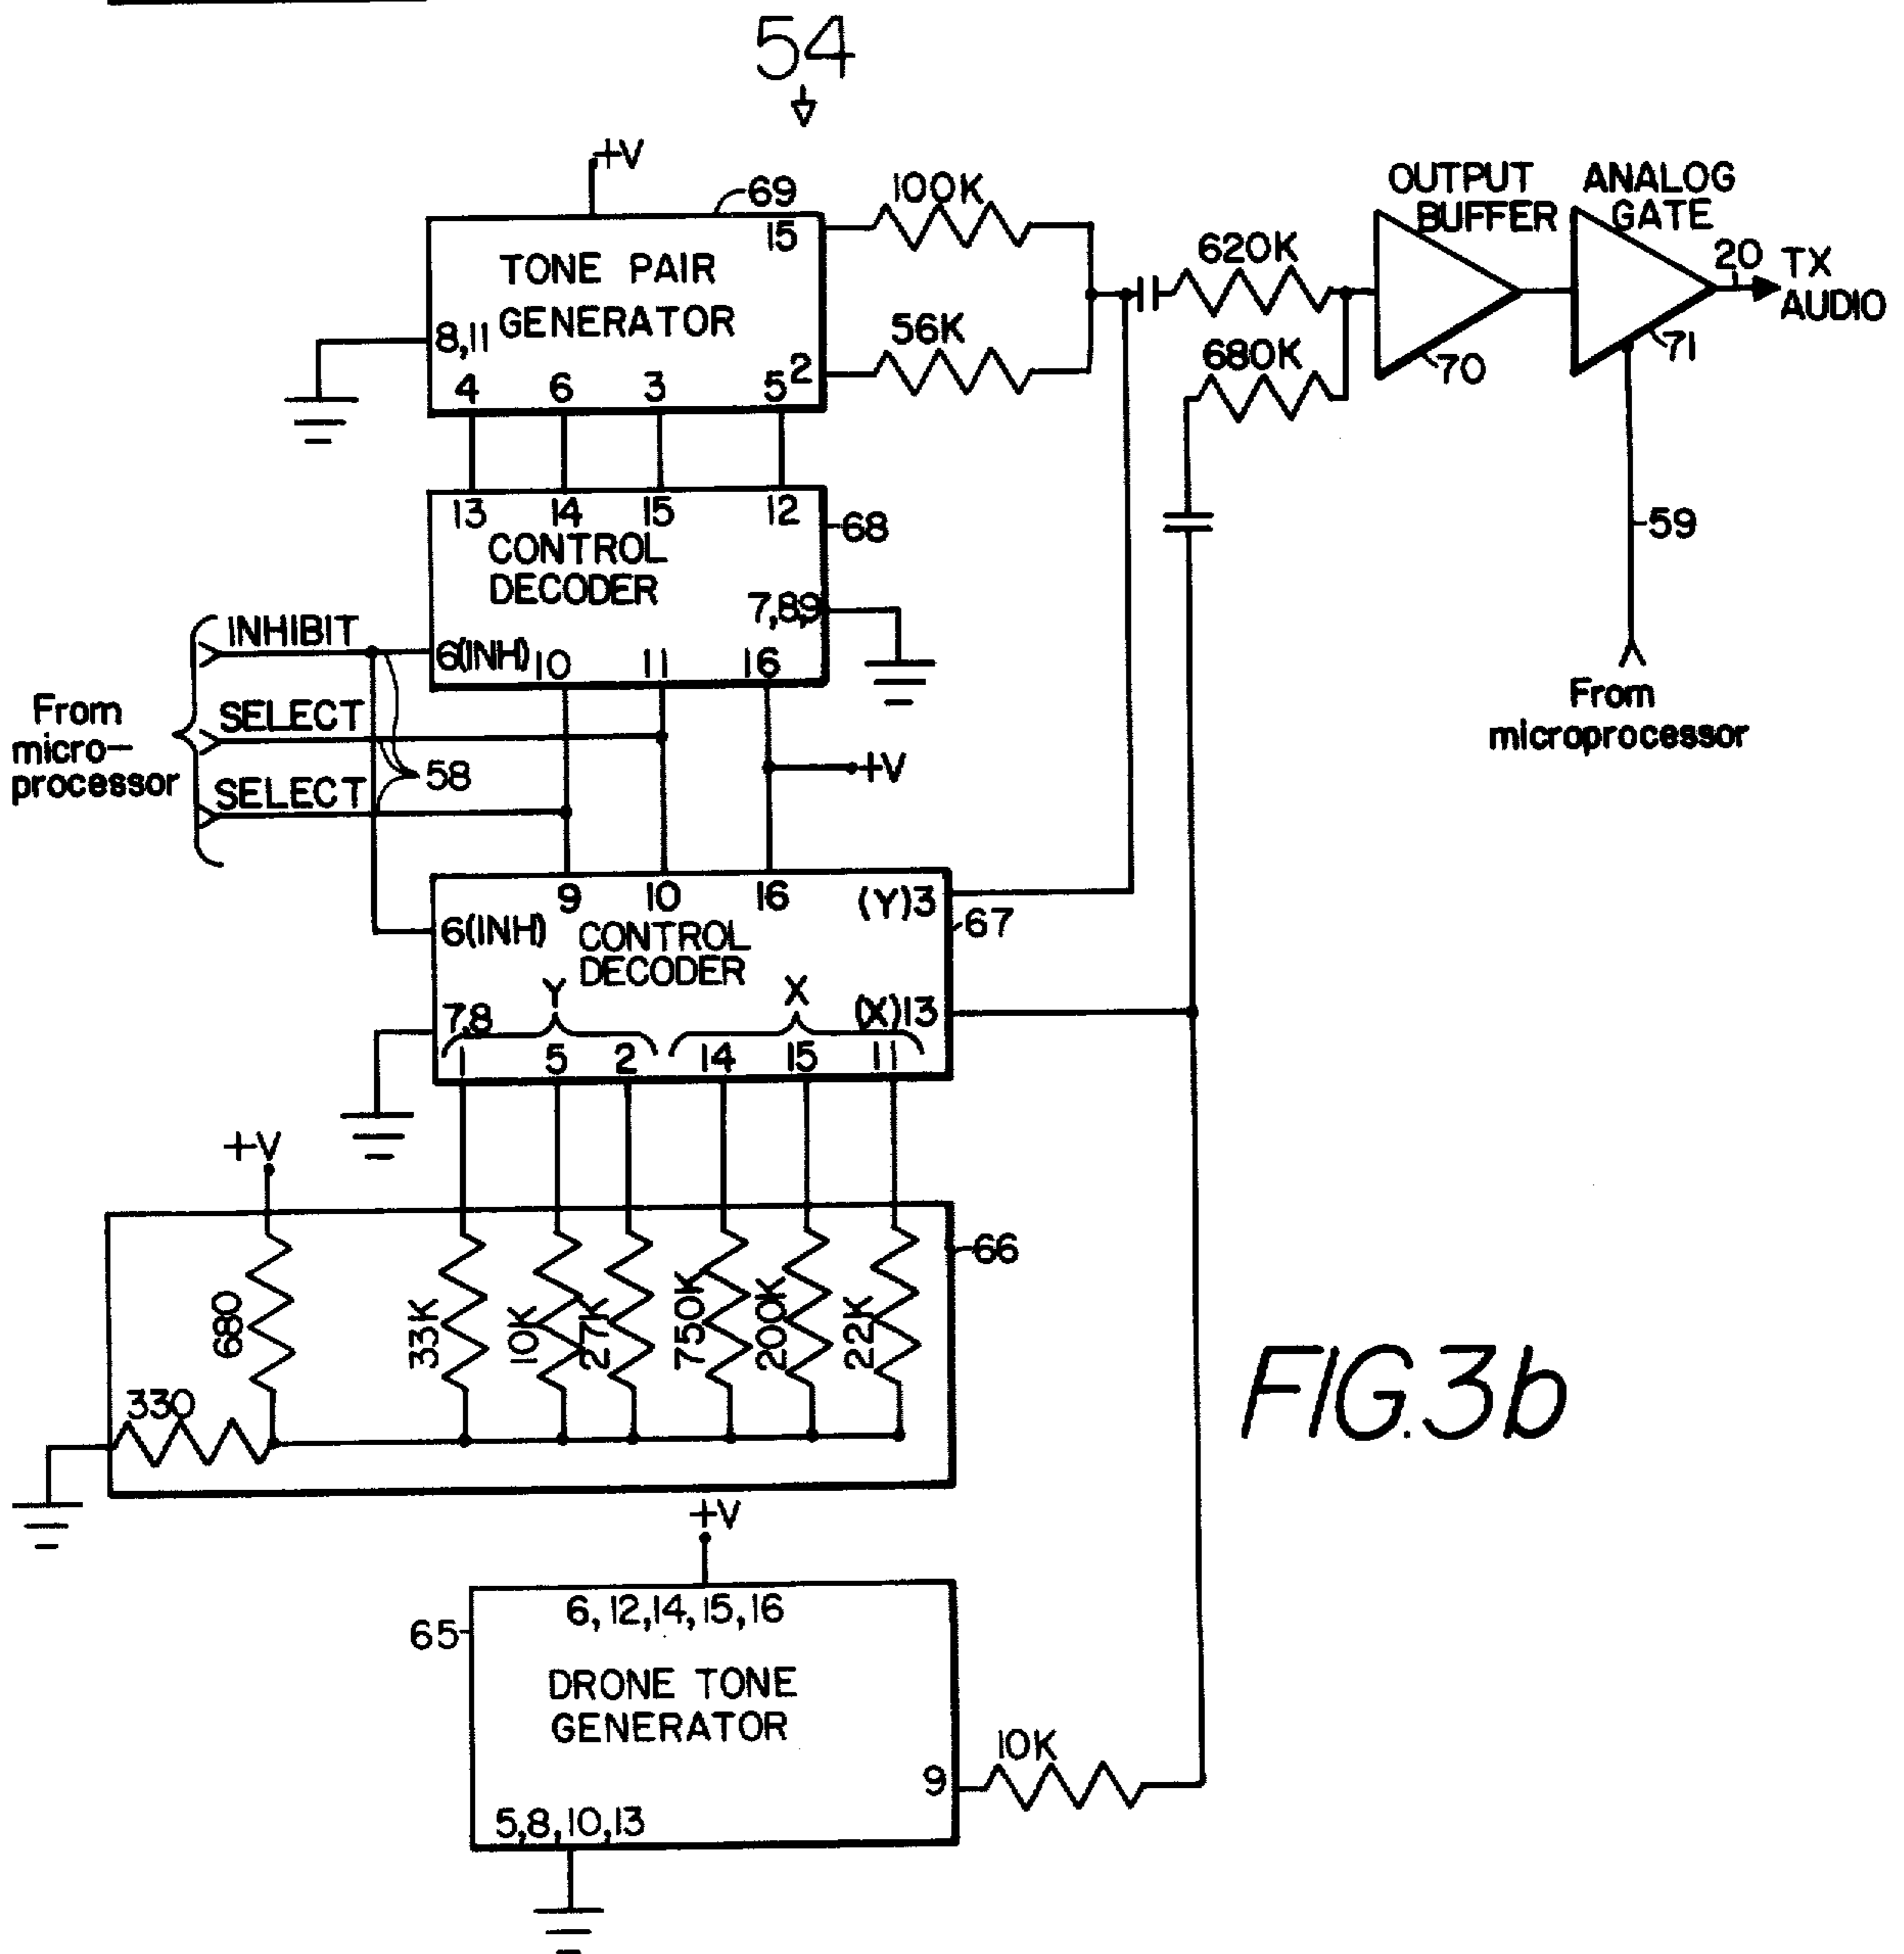 54
+V
69
100K
OUTPUT
BUFFER
ANALOG
GATE
15
TONE PAIR
GENERATOR
620K
20
TX
AUDIO
8,11
56K
680K
70
71
4
6
3
5
2
13
14
15
12
68
59
CONTROL
DECODER
7,8,9
INHIBIT
6(INH)
10
11
16
From
micro-
processor
SELECT
58
+V
SELECT
From
microprocessor
9
10
16
(Y)3
67
6(INH)
CONTROL
DECODER
Y
X
7,8
(X)13
1
5
2
14
15
11
+V
66
680
33K
10K
27K
750K
200K
22K
330
FIG.3b
+V
6,12,14,15,16
65
DRONE TONE
GENERATOR
10K
9
5,8,10,13